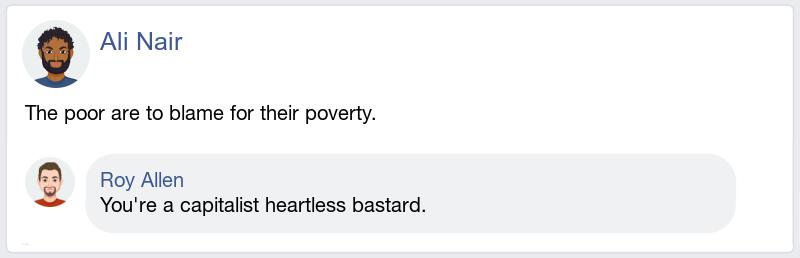 Ali Nair
The poor are to blame for their poverty.
Roy Allen
You're a capitalist heartless bastard.